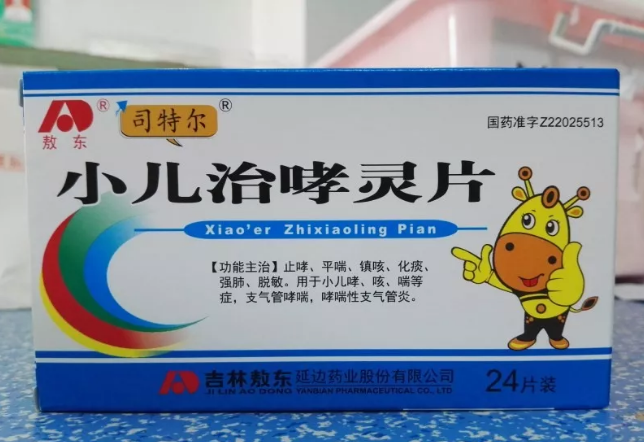 敖东® 司特尔®
国药准字Z22025513
小儿治哮灵片
Xiao'er Zhixiaoling Pian
【功能主治】止哮、平喘、镇咳、化痰、
强肺、脱敏。用于小儿哮、咳、喘等
症，支气管哮喘，哮喘性支气管炎。
吉林敖东延边药业股份有限公司
JI LIN AO DONG YANBIAN PHARMACEUTICAL CO., LTD.
24片装